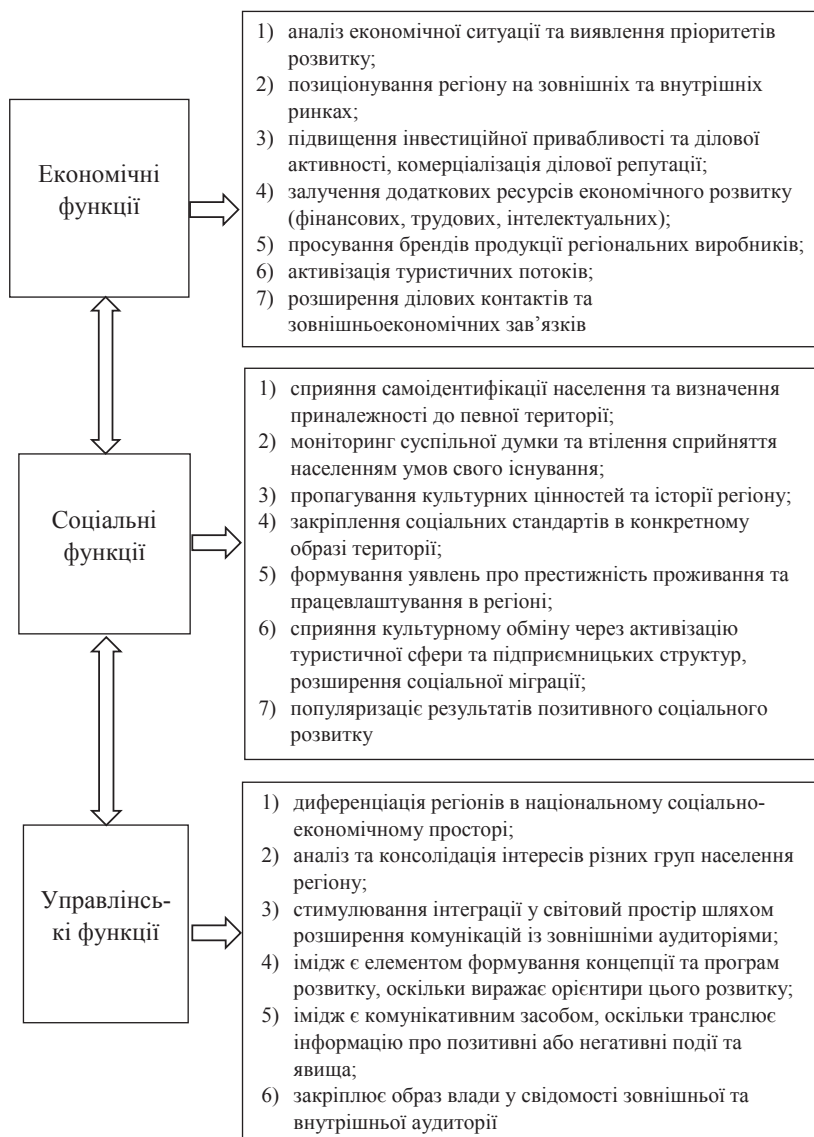 Економічні
функції
1) аналіз економічної ситуації та виявлення пріоритетів
розвитку;
2) позиціонування регіону на зовнішніх та внутрішніх
ринках;
3) підвищення інвестиційної привабливості та ділової
активності, комерціалізація ділової репутації;
4) залучення додаткових ресурсів економічного розвитку
(фінансових, трудових, інтелектуальних);
5) просування брендів продукції регіональних виробників;
6) активізація туристичних потоків;
7) розширення ділових контактів та
зовнішньоекономічних зав’язків
Соціальні
функції
1) сприяння самоідентифікації населення та визначення
приналежності до певної території;
2) моніторинг суспільної думки та втілення сприйняття
населенням умов свого існування;
3) пропагування культурних цінностей та історії регіону;
4) закріплення соціальних стандартів в конкретному
образі території;
5) формування уявлень про престижність проживання та
працевлаштування в регіоні;
6) сприяння культурному обміну через активізацію
туристичної сфери та підприємницьких структур,
розширення соціальної міграції;
7) популяризаціє результатів позитивного соціального
розвитку
Управлінсь-
кі функції
1) диференціація регіонів в національному соціально-
економічному просторі;
2) аналіз та консолідація інтересів різних груп населення
регіону;
3) стимулювання інтеграції у світовий простір шляхом
розширення комунікацій із зовнішніми аудиторіями;
4) імідж є елементом формування концепції та програм
розвитку, оскільки виражає орієнтири цього розвитку;
5) імідж є комунікативним засобом, оскільки транслює
інформацію про позитивні або негативні події та
явища;
6) закріплює образ влади у свідомості зовнішньої та
внутрішньої аудиторії